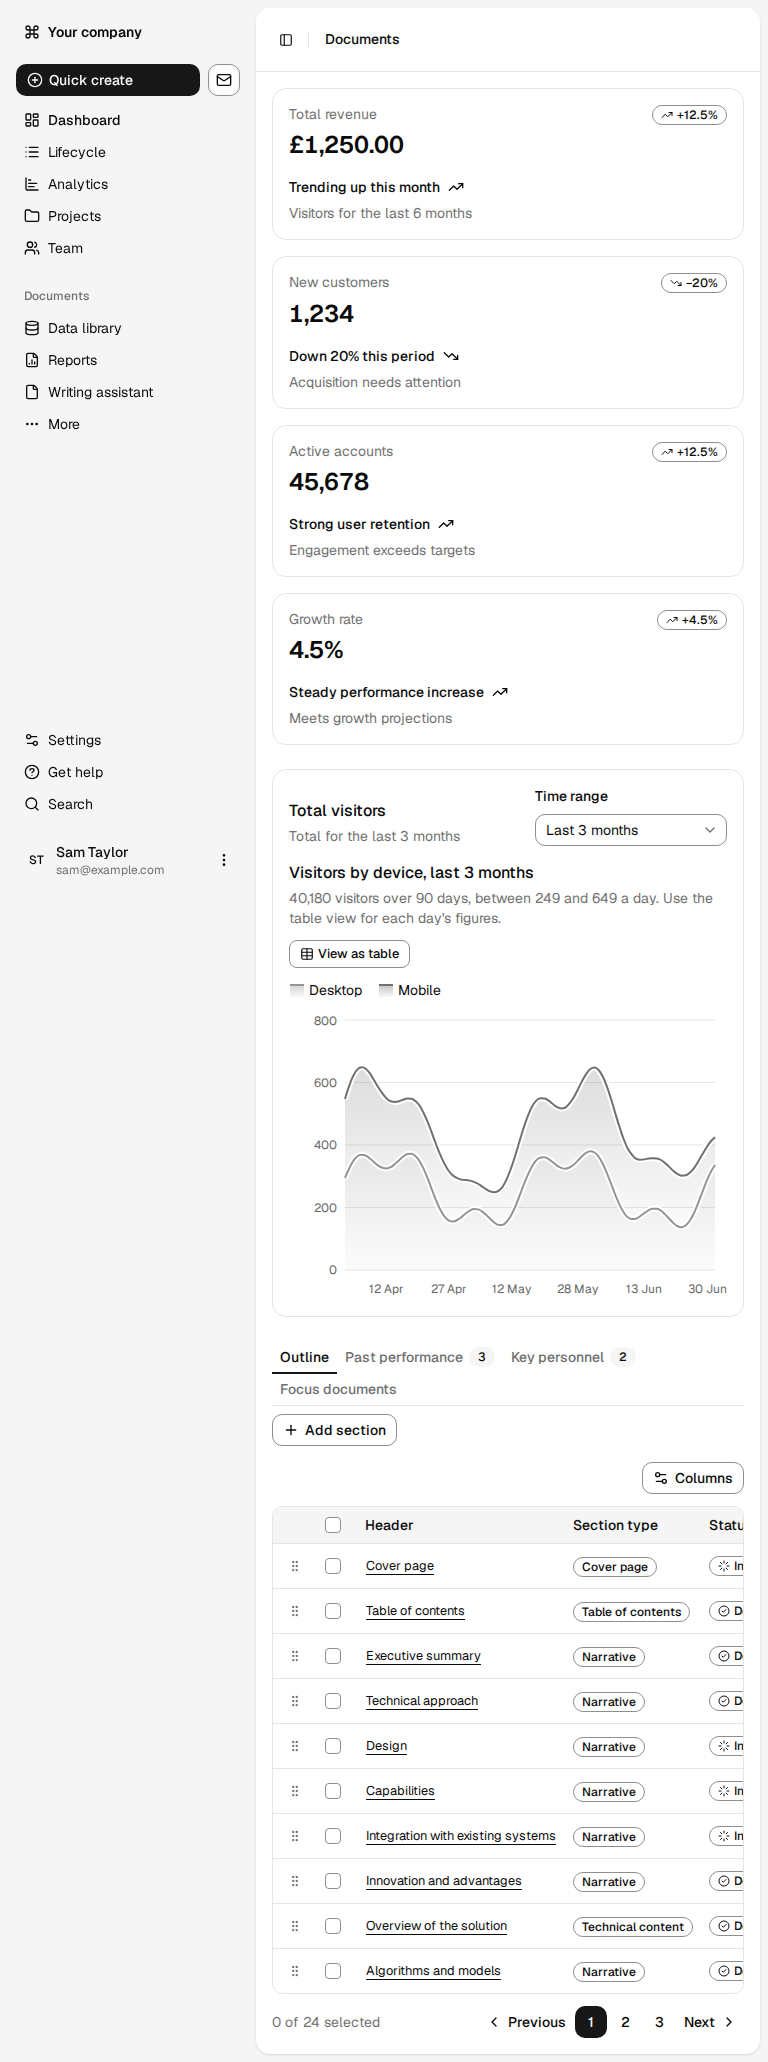 Your company
Quick create
Dashboard
Lifecycle
Analytics
Projects
Team
Documents
Data library
Reports
Writing assistant
More
Settings
Get help
Search
ST
Sam Taylor
sam@example.com
Documents
Total revenue
+12.5%
£1,250.00
Trending up this month
Visitors for the last 6 months
New customers
−20%
1,234
Down 20% this period
Acquisition needs attention
Active accounts
+12.5%
45,678
Strong user retention
Engagement exceeds targets
Growth rate
+4.5%
4.5%
Steady performance increase
Meets growth projections
Total visitors
Total for the last 3 months
Time range
Last 3 months
Visitors by device, last 3 months
40,180 visitors over 90 days, between 249 and 649 a day. Use the
table view for each day's figures.
View as table
Desktop Mobile
800
600
400
200
0
12 Apr 27 Apr 12 May 28 May 13 Jun 30 Jun
Outline Past performance 3 Key personnel 2
Focus documents
Add section
Columns
Header Section type Statu
Cover page Cover page In
Table of contents Table of contents D
Executive summary Narrative D
Technical approach Narrative D
Design Narrative In
Capabilities Narrative In
Integration with existing systems Narrative In
Innovation and advantages Narrative D
Overview of the solution Technical content D
Algorithms and models Narrative D
0 of 24 selected
Previous 1 2 3 Next